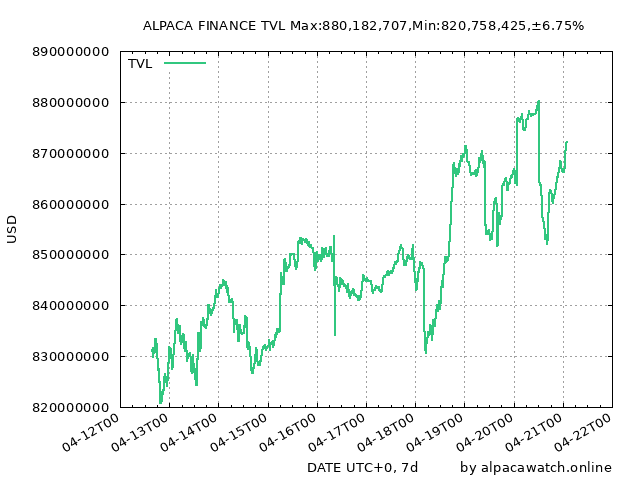 ALPACA FINANCE TVL Max:880,182,707,Min:820,758,425,±6.75%
890000000
TVL
880000000
870000000
860000000
USD
850000000
840000000
830000000
820000000
04-12T00
04-13T00
04-14T00
04-15T00
04-16T00
04-17T00
04-18T00
04-19T00
04-20T00
04-21T00
04-22T00
DATE UTC+0, 7d
by alpacawatch.online